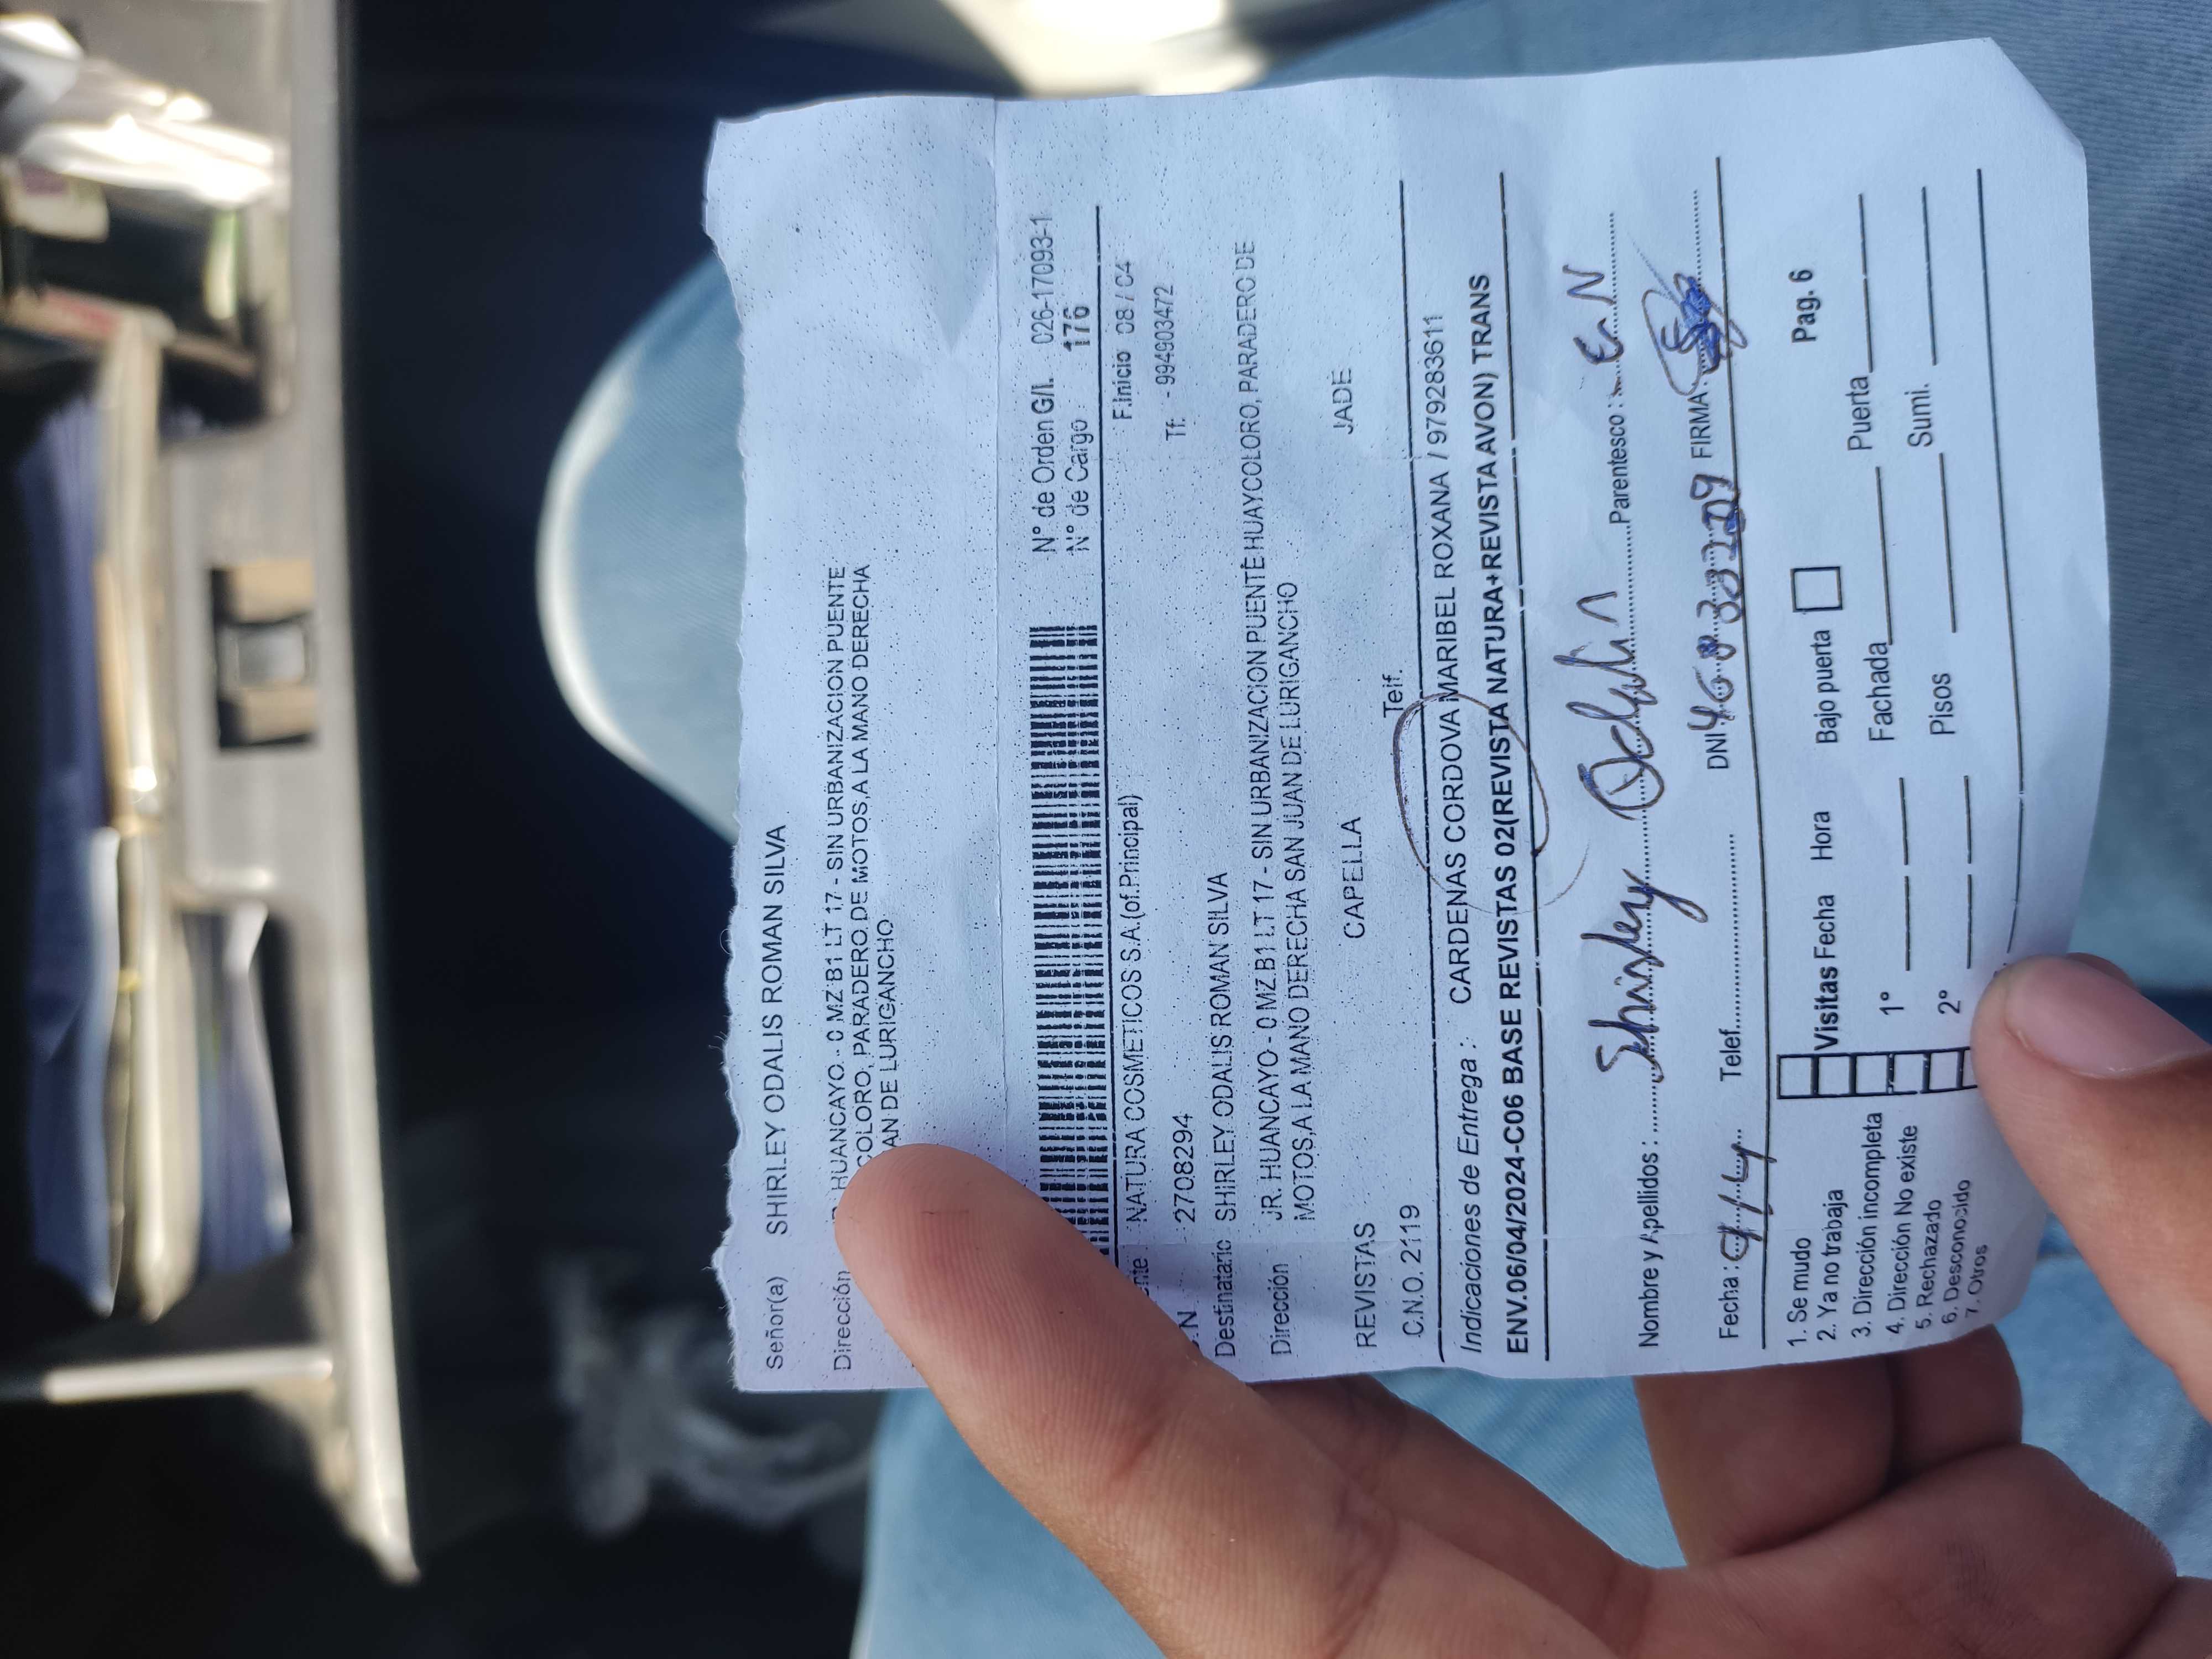 Señor(a) SHIRLEY ODALIS ROMAN SILVA
Dirección HUANCAYO - 0 MZ B1 LT 17 - SIN URBANIZACION PUENTE
COLORO, PARADERO DE MOTOS,A LA MANO DERECHA
AN DE LURIGANCHO
N° de Orden G/I. 026-17093-1
N° de Cargo 176
nte NATURA COSMETICOS S.A.(of.Principal) F.Inicio 08 / C4
N 2708294 Tf. - 994903472
Destinatario SHIRLEY ODALIS ROMAN SILVA
Dirección JR. HUANCAYO - 0 MZ B1 LT 17 - SIN URBANIZACION PUENTE HUAYCOLORO, PARADERO DE
MOTOS,A LA MANO DERECHA SAN JUAN DE LURIGANCHO
REVISTAS CAPELLA JADE
C.N.O. 2119 Telf.
Indicaciones de Entrega : CARDENAS CORDOVA MARIBEL ROXANA / 979283611
ENV.06/04/2024-C06 BASE REVISTAS 02(REVISTA NATURA+REVISTA AVON) TRANS
Nombre y Apellidos : Shirley Odalin Parentesco : E.N
Fecha : 9/4 Telef. DNI FIRMA:
1. Se mudo
2. Ya no trabaja
3. Dirección incompleta
4. Dirección No existe
5. Rechazado
6. Desconocido
7. Otros
Visitas Fecha Hora Bajo puerta Pag. 6
1° Fachada Puerta
2° Pisos Sumi.